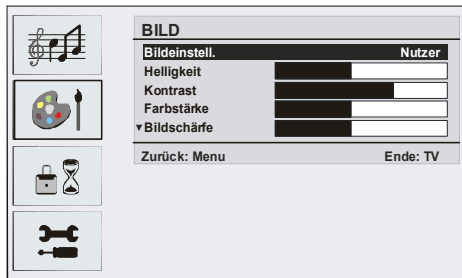 BILD
Bildeinstell. Nutzer
Helligkeit
Kontrast
Farbstärke
▾Bildschärfe
Zurück: Menu Ende: TV